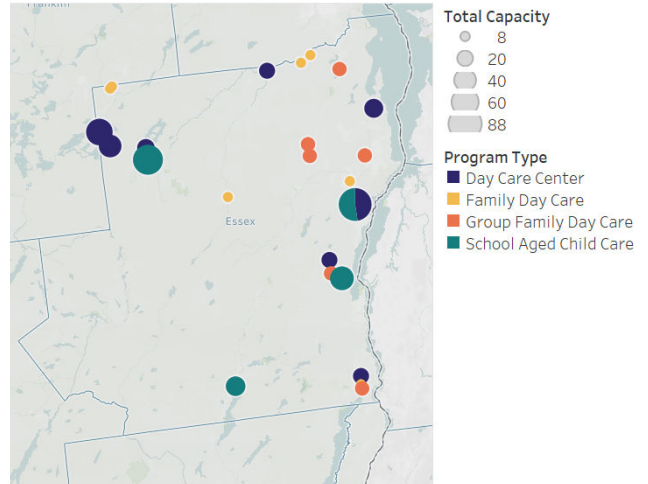 Franklin
Essex
Total Capacity
8
20
40
60
88
Program Type
Day Care Center
Family Day Care
Group Family Day Care
School Aged Child Care